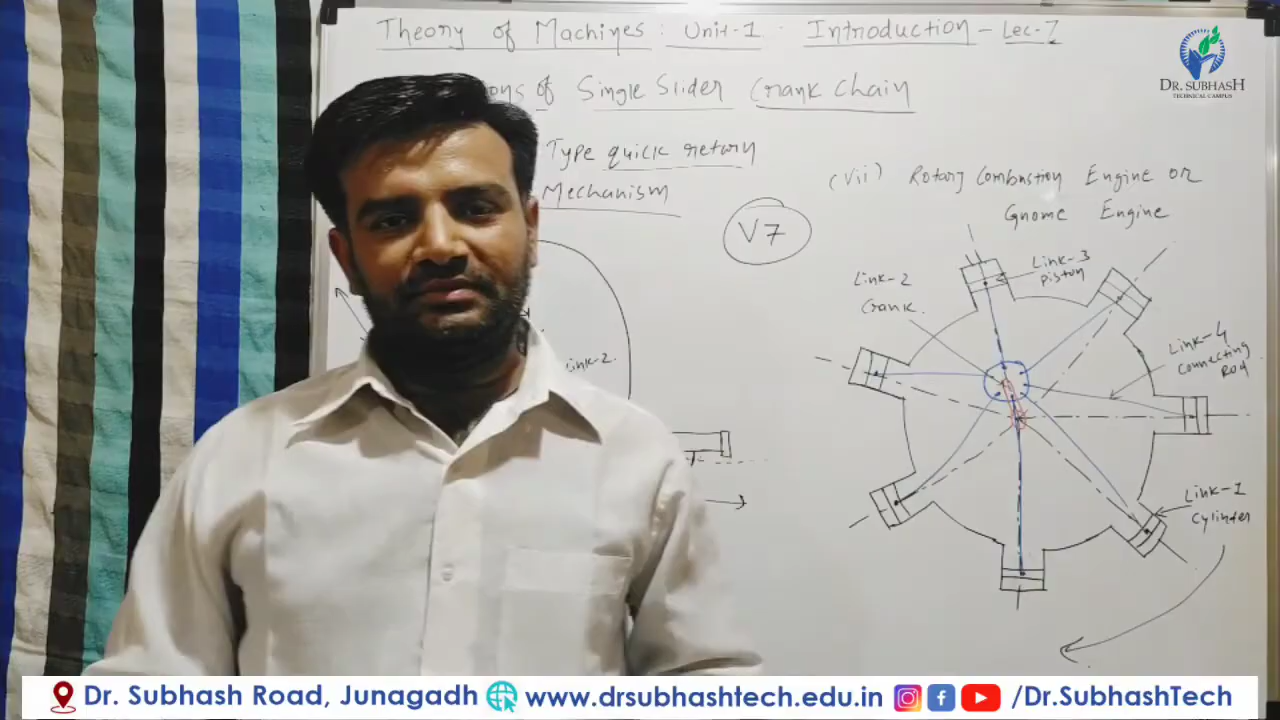 Theory of Machines : Unit-1 . Introduction - Lec-7
of Single Slider Crank Chain
Type quick retary
Mechanism
V7
(vii) Rotary Combustion Engine or
Gnome Engine
Link-3
piston
Link-2
Crank.
Link-4
Connecting
Rod
Link-1
Cylinder
Link-2.
DR. SUBHASH
TECHNICAL CAMPUS
Dr. Subhash Road, Junagadh www.drsubhashtech.edu.in /Dr.SubhashTech